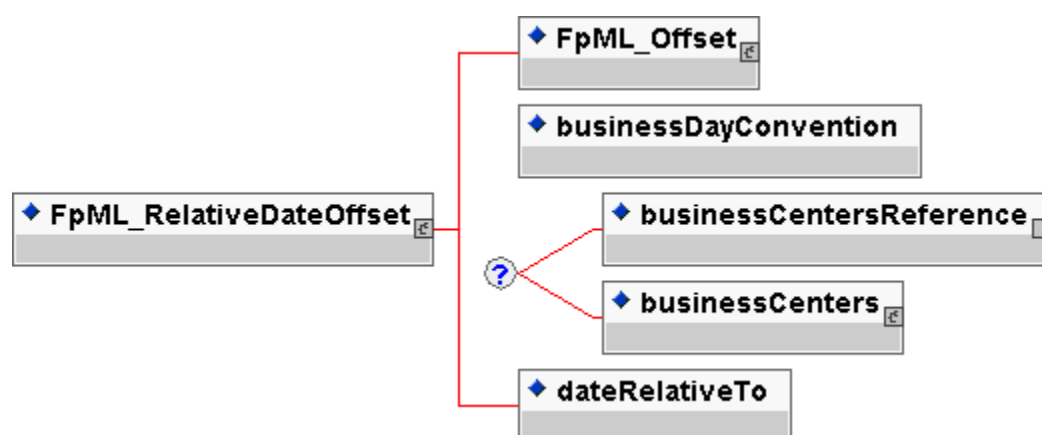 FpML_Offset
businessDayConvention
FpML_RelativeDateOffset
businessCentersReference
?
businessCenters
dateRelativeTo